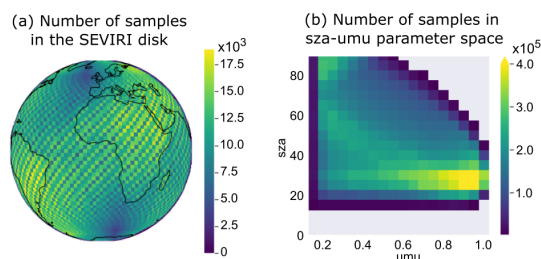 (a) Number of samples
in the SEVIRI disk
x10³
17.5
15.0
12.5
10.0
7.5
5.0
2.5
0
(b) Number of samples in
sza-umu parameter space
x10⁵
80
60
40
20
0
sza
0.2 0.4 0.6 0.8 1.0
umu
4.0
3.0
2.0
1.0